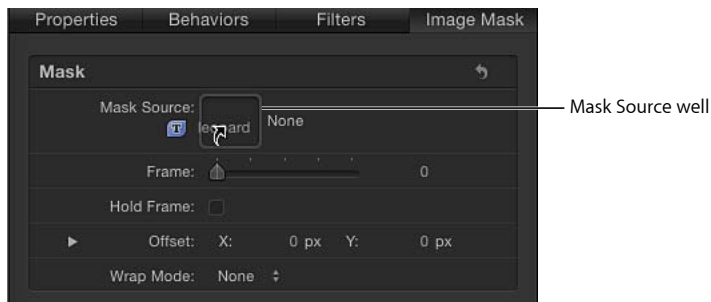 Properties Behaviors Filters Image Mask
Mask
Mask Source: None
T leopard
Mask Source well
Frame: 0
Hold Frame:
Offset: X: 0 px Y: 0 px
Wrap Mode: None